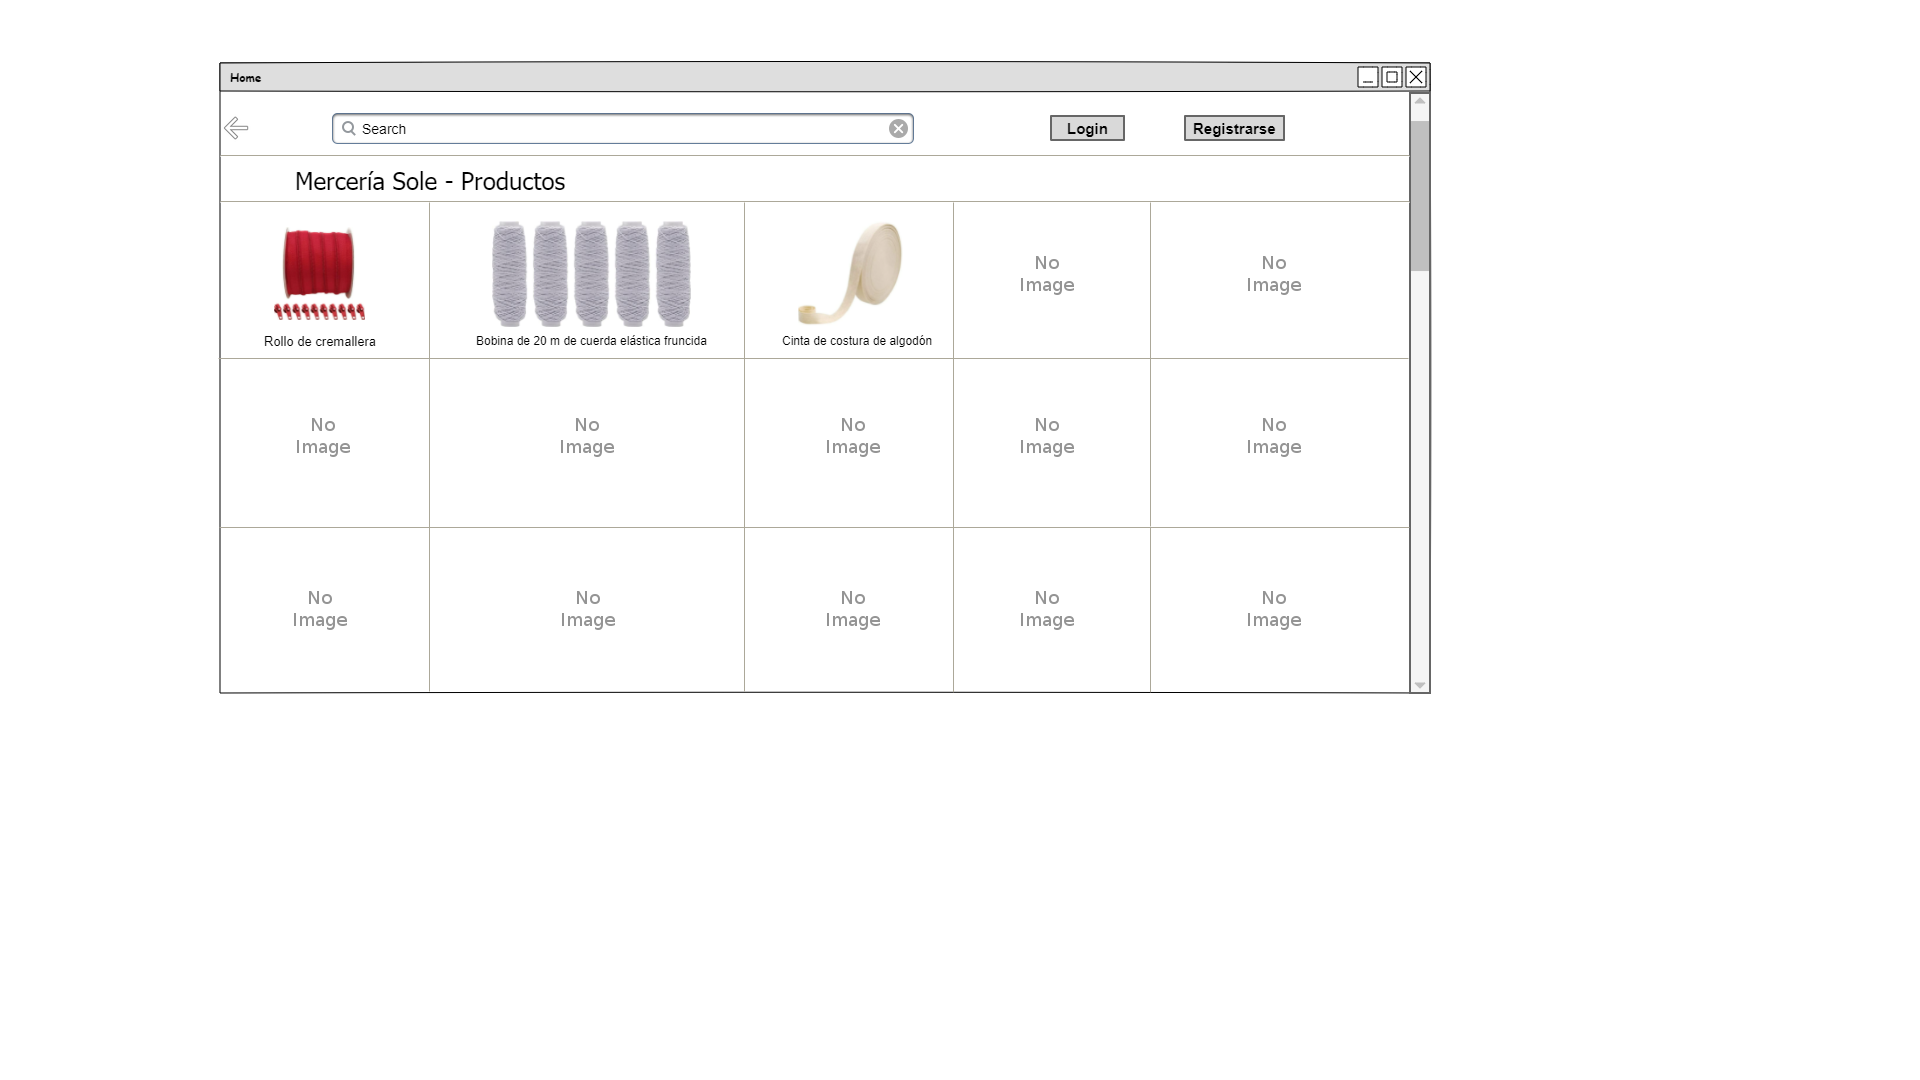 Home
Search
Login
Registrarse
Mercería Sole - Productos
No
Image
No
Image
Rollo de cremallera
Bobina de 20 m de cuerda elástica fruncida
Cinta de costura de algodón
No
Image
No
Image
No
Image
No
Image
No
Image
No
Image
No
Image
No
Image
No
Image
No
Image